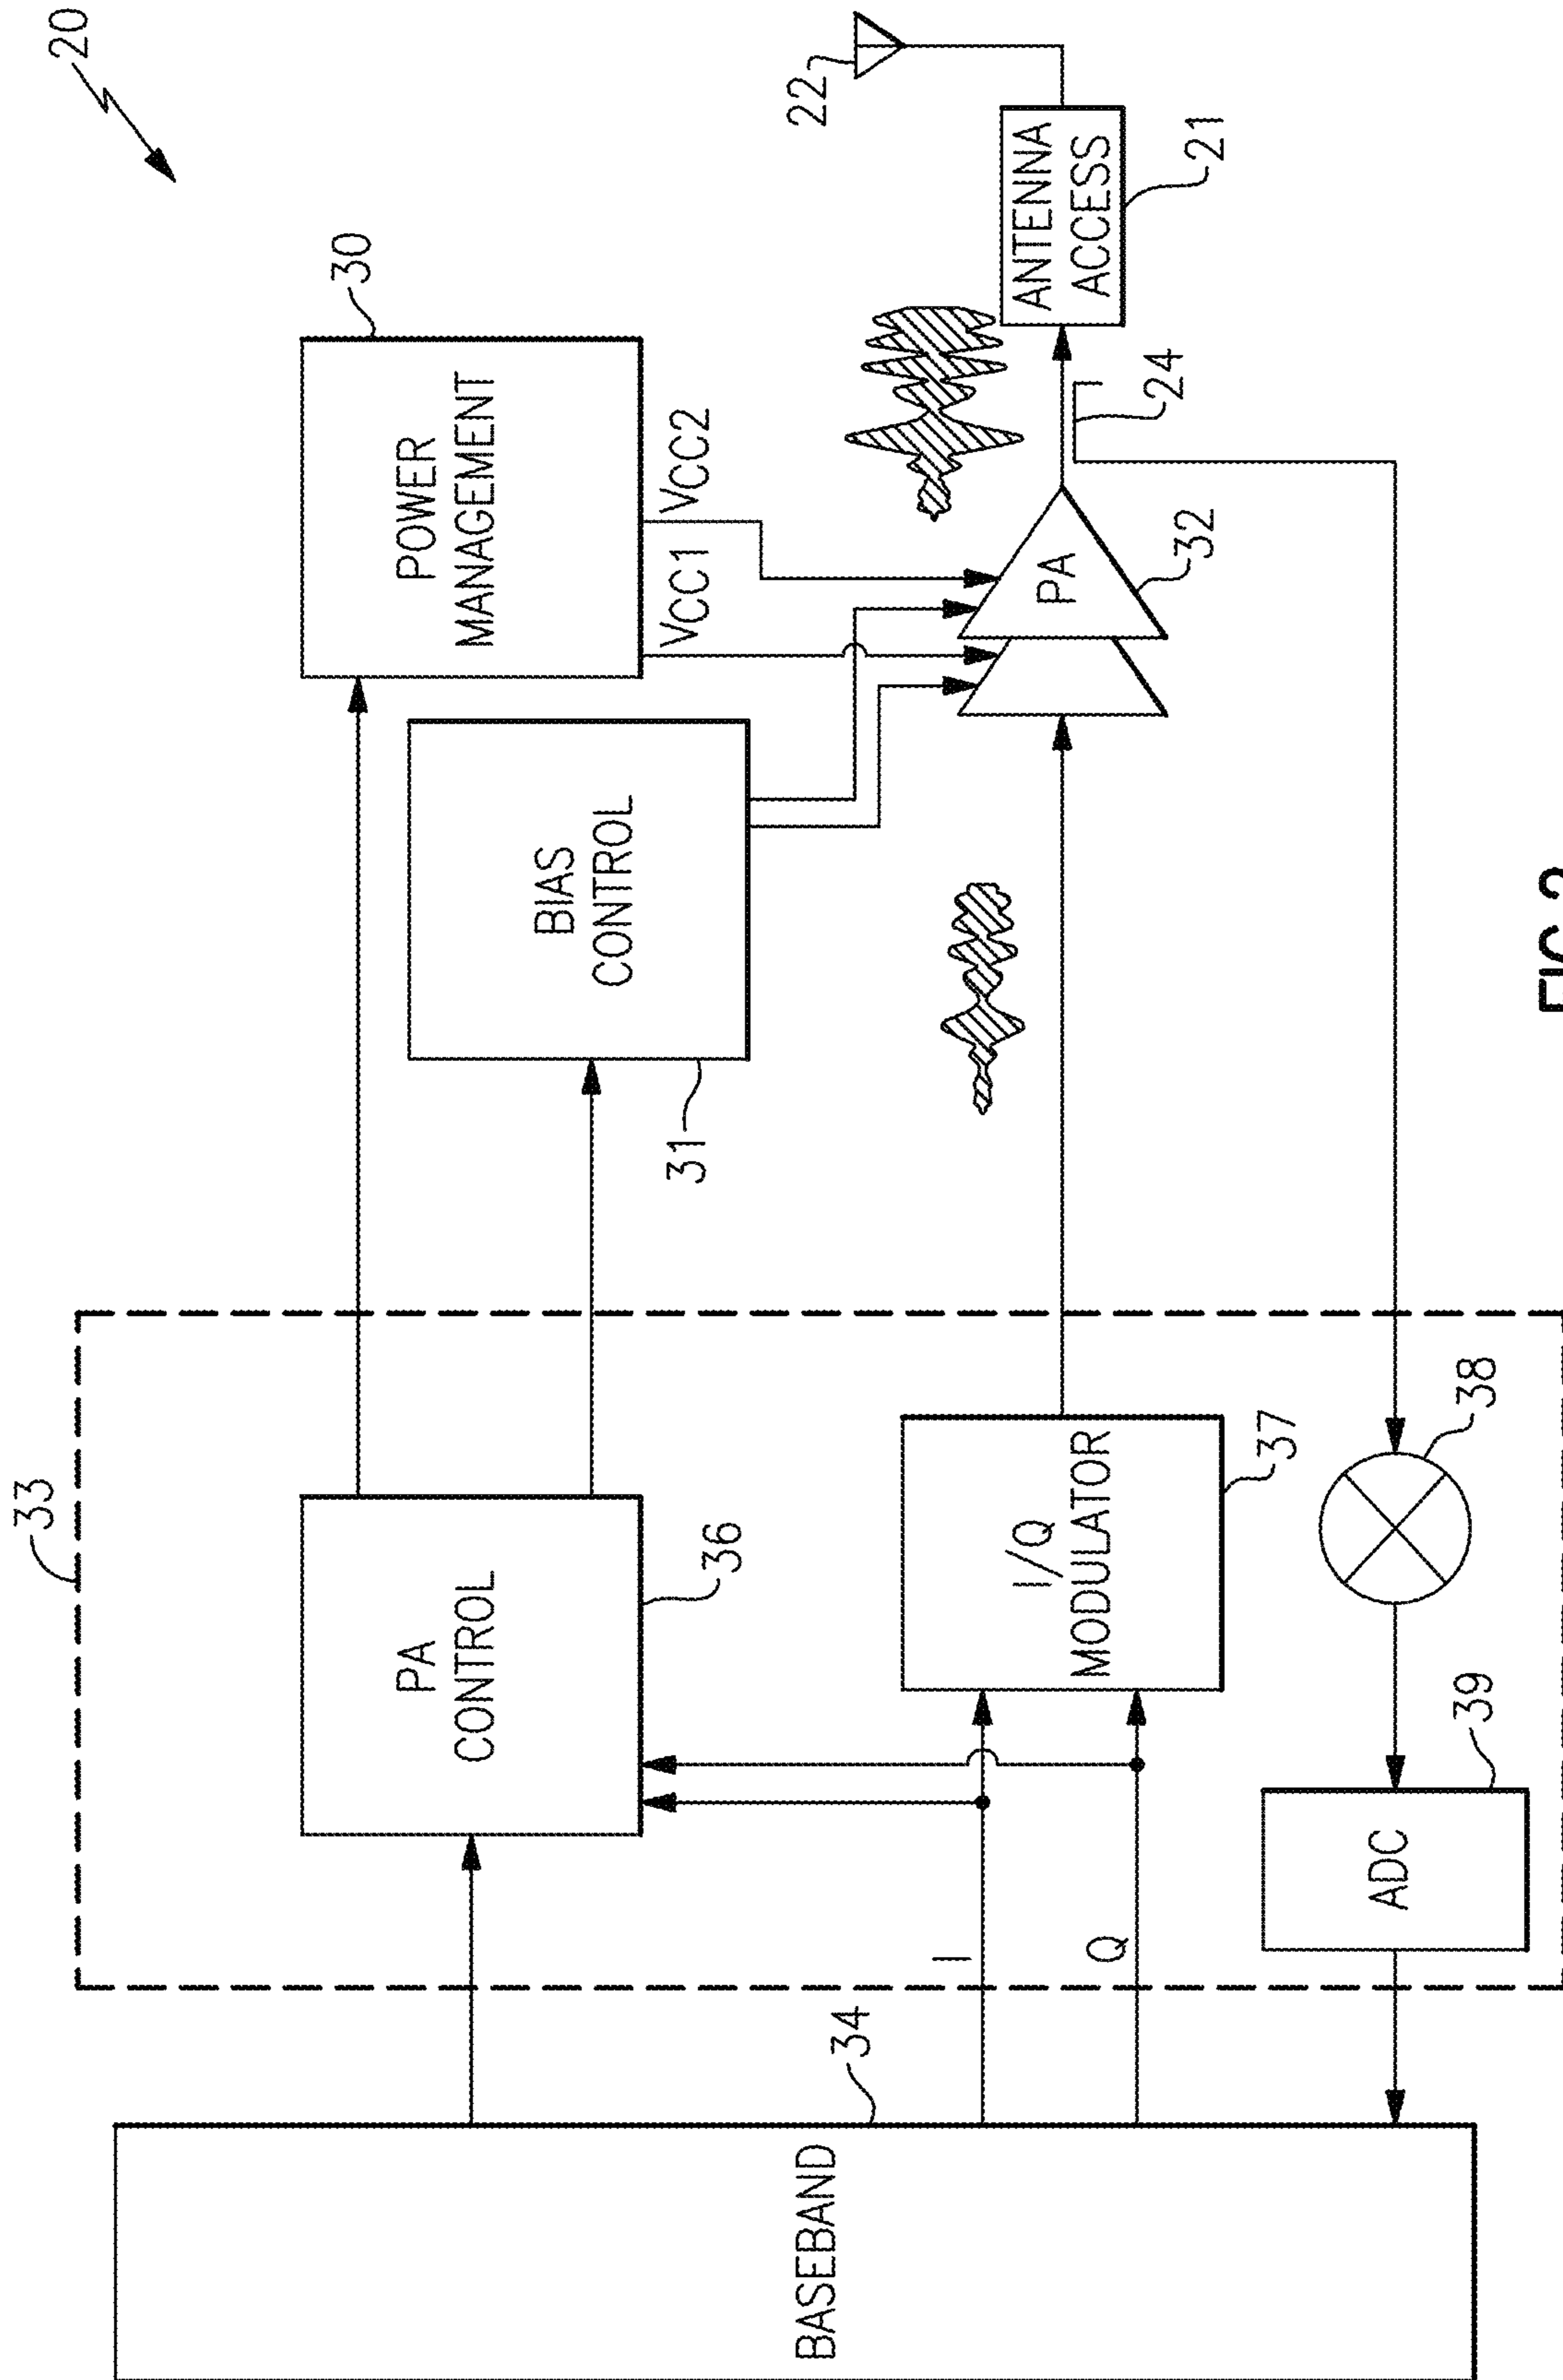 20
33
30
POWER
MANAGEMENT
PA
CONTROL
36
BIAS
CONTROL
31
VCC1
VCC2
22
34
BASEBAND
I
Q
I/Q
MODULATOR
37
PA
32
24
ANTENNA
ACCESS
21
38
39
ADC